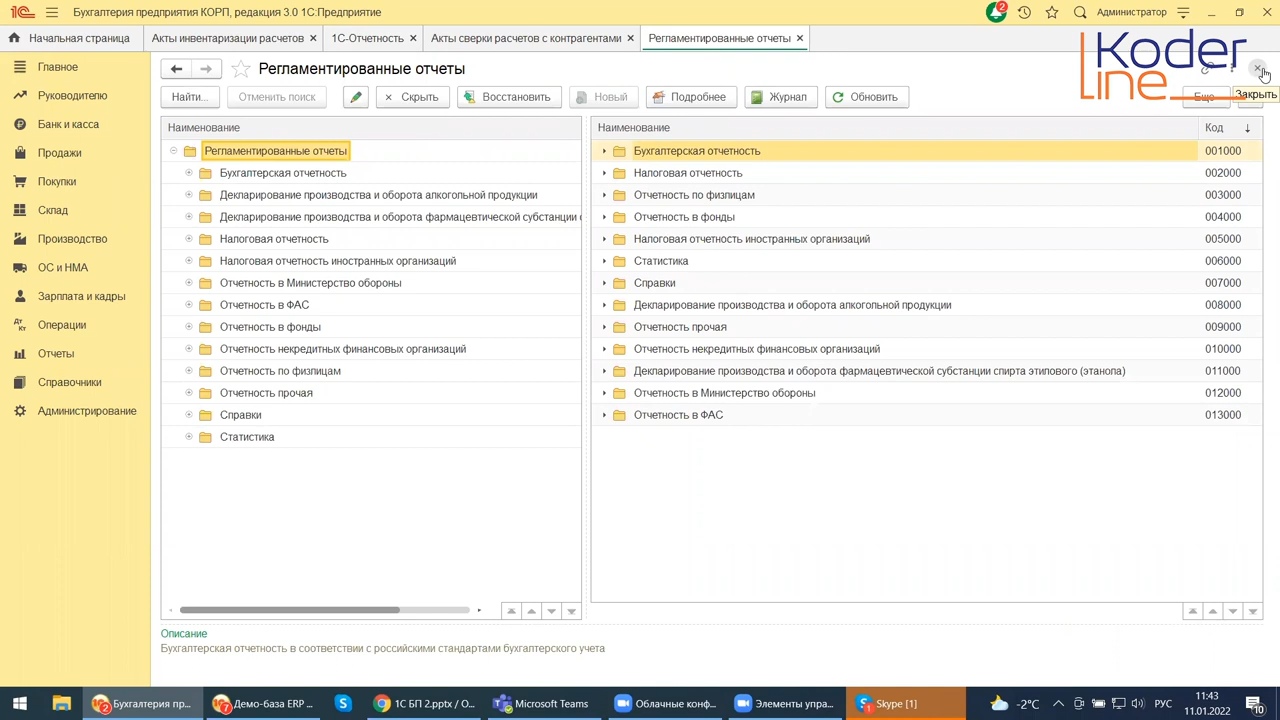 Бухгалтерия предприятия КОРП, редакция 3.0 1С:Предприятие
2
Администратор
Начальная страница
Акты инвентаризации расчетов
1С-Отчетность
Акты сверки расчетов с контрагентами
Регламентированные отчеты
Koder line
Главное
Руководителю
Банк и касса
Продажи
Покупки
Склад
Производство
ОС и НМА
Зарплата и кадры
Операции
Отчеты
Справочники
Администрирование
Регламентированные отчеты
Закрыть
Найти...
Отменить поиск
Скрыть
Восстановить
Новый
Подробнее
Журнал
Обновить
Еще
Наименование
Регламентированные отчеты
Бухгалтерская отчетность
Декларирование производства и оборота алкогольной продукции
Декларирование производства и оборота фармацевтической субстанции
Налоговая отчетность
Налоговая отчетность иностранных организаций
Отчетность в Министерство обороны
Отчетность в ФАС
Отчетность в фонды
Отчетность некредитных финансовых организаций
Отчетность по физлицам
Отчетность прочая
Справки
Статистика
Наименование Код
Бухгалтерская отчетность 001000
Налоговая отчетность 002000
Отчетность по физлицам 003000
Отчетность в фонды 004000
Налоговая отчетность иностранных организаций 005000
Статистика 006000
Справки 007000
Декларирование производства и оборота алкогольной продукции 008000
Отчетность прочая 009000
Отчетность некредитных финансовых организаций 010000
Декларирование производства и оборота фармацевтической субстанции спирта этилового (этанола) 011000
Отчетность в Министерство обороны 012000
Отчетность в ФАС 013000
Описание
Бухгалтерская отчетность в соответствии с российскими стандартами бухгалтерского учета
2
Бухгалтерия пр...
7
Демо-база ERP ...
1С БП 2.pptx / О...
Microsoft Teams
Облачные конф...
Элементы упра...
Skype [1]
-2°C
РУС
11:43
11.01.2022
10